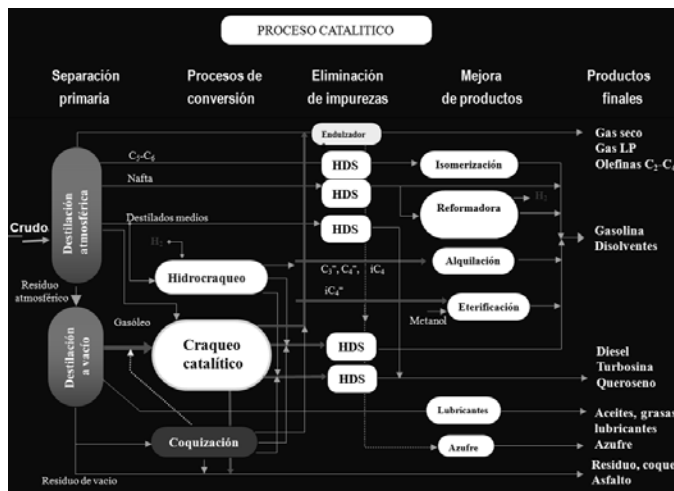 PROCESO CATALITICO
Separación
primaria
Procesos de
conversión
Eliminación
de impurezas
Mejora
de productos
Productos
finales
Endulzador
Gas seco
Gas LP
Olefinas C₂-C₄
C₅-C₆
HDS
Isomerización
Nafta
HDS
H₂
Reformadora
Destilación
atmosférica
Crudo
Destilados medios
HDS
Gasolina
Disolventes
H₂
Hidrocraqueo
C₃⁼, C₄⁼, iC₄
Alquilación
iC₄⁼
Eterificación
Metanol
Residuo
atmosférico
Gasóleo
Destilación
a vacío
Craqueo
catalítico
HDS
HDS
Diesel
Turbosina
Queroseno
Lubricantes
Aceites, grasas
lubricantes
Coquización
Azufre
Azufre
Residuo de vacío
Residuo, coque
Asfalto